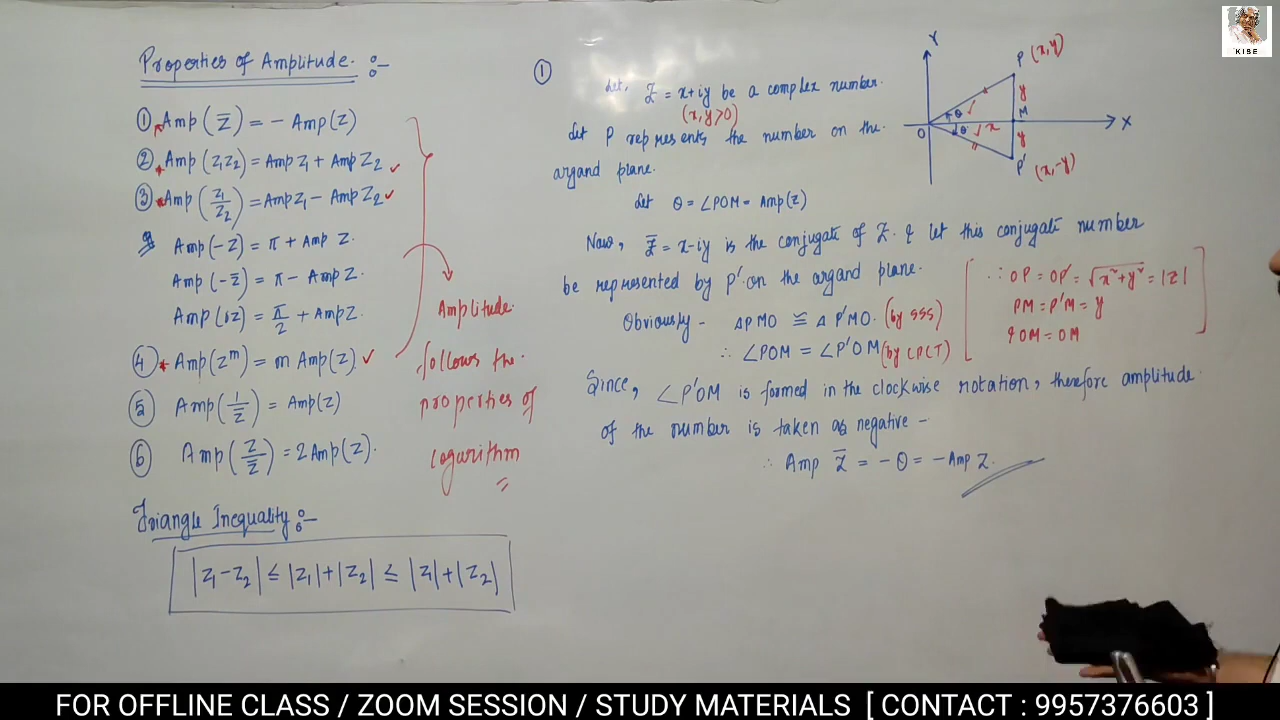 Properties of Amplitude :-
① Amp(z̅) = - Amp(z)
② Amp(z₁z₂) = Amp z₁ + Amp z₂ ✓
③ Amp(z₁/z₂) = Amp z₁ - Amp z₂ ✓
Amp(-z) = π + Amp z.
Amp(-z̅) = π - Amp z.
Amp(iz) = π/2 + Amp z.
④ Amp(zᵐ) = m Amp(z). ✓
⑤ Amp(1/z̅) = Amp(z)
⑥ Amp(z/z̅) = 2 Amp(z).
Amplitude.
follows the.
properties of
logarithm
Triangle Inequality :-
|z₁-z₂| ≤ |z₁|+|z₂| ≤ |z₁|+|z₂|
①
Let, z = x+iy be a complex number.
(x,y>0)
Let P represents the number on the.
argand plane.
Let θ = ∠POM = Amp(z)
Now, z̅ = x-iy is the conjugate of z. & let this conjugate number
be represented by P' on the argand plane.
Obviously - ΔPMO ≅ ΔP'MO. (by SSS)
∴ ∠POM = ∠P'OM (by CPCT)
∴ OP = OP' = √x²+y² = |z|
PM = P'M = y
& OM = OM
Since, ∠P'OM is formed in the clockwise rotation, therefore amplitude
of the number is taken as negative -
∴ Amp z̅ = -θ = -Amp z.
Y
P (x,y)
y
M
θ
θ
x
O
X
y
P' (x,-y)
KISE
FOR OFFLINE CLASS / ZOOM SESSION / STUDY MATERIALS [ CONTACT : 9957376603 ]